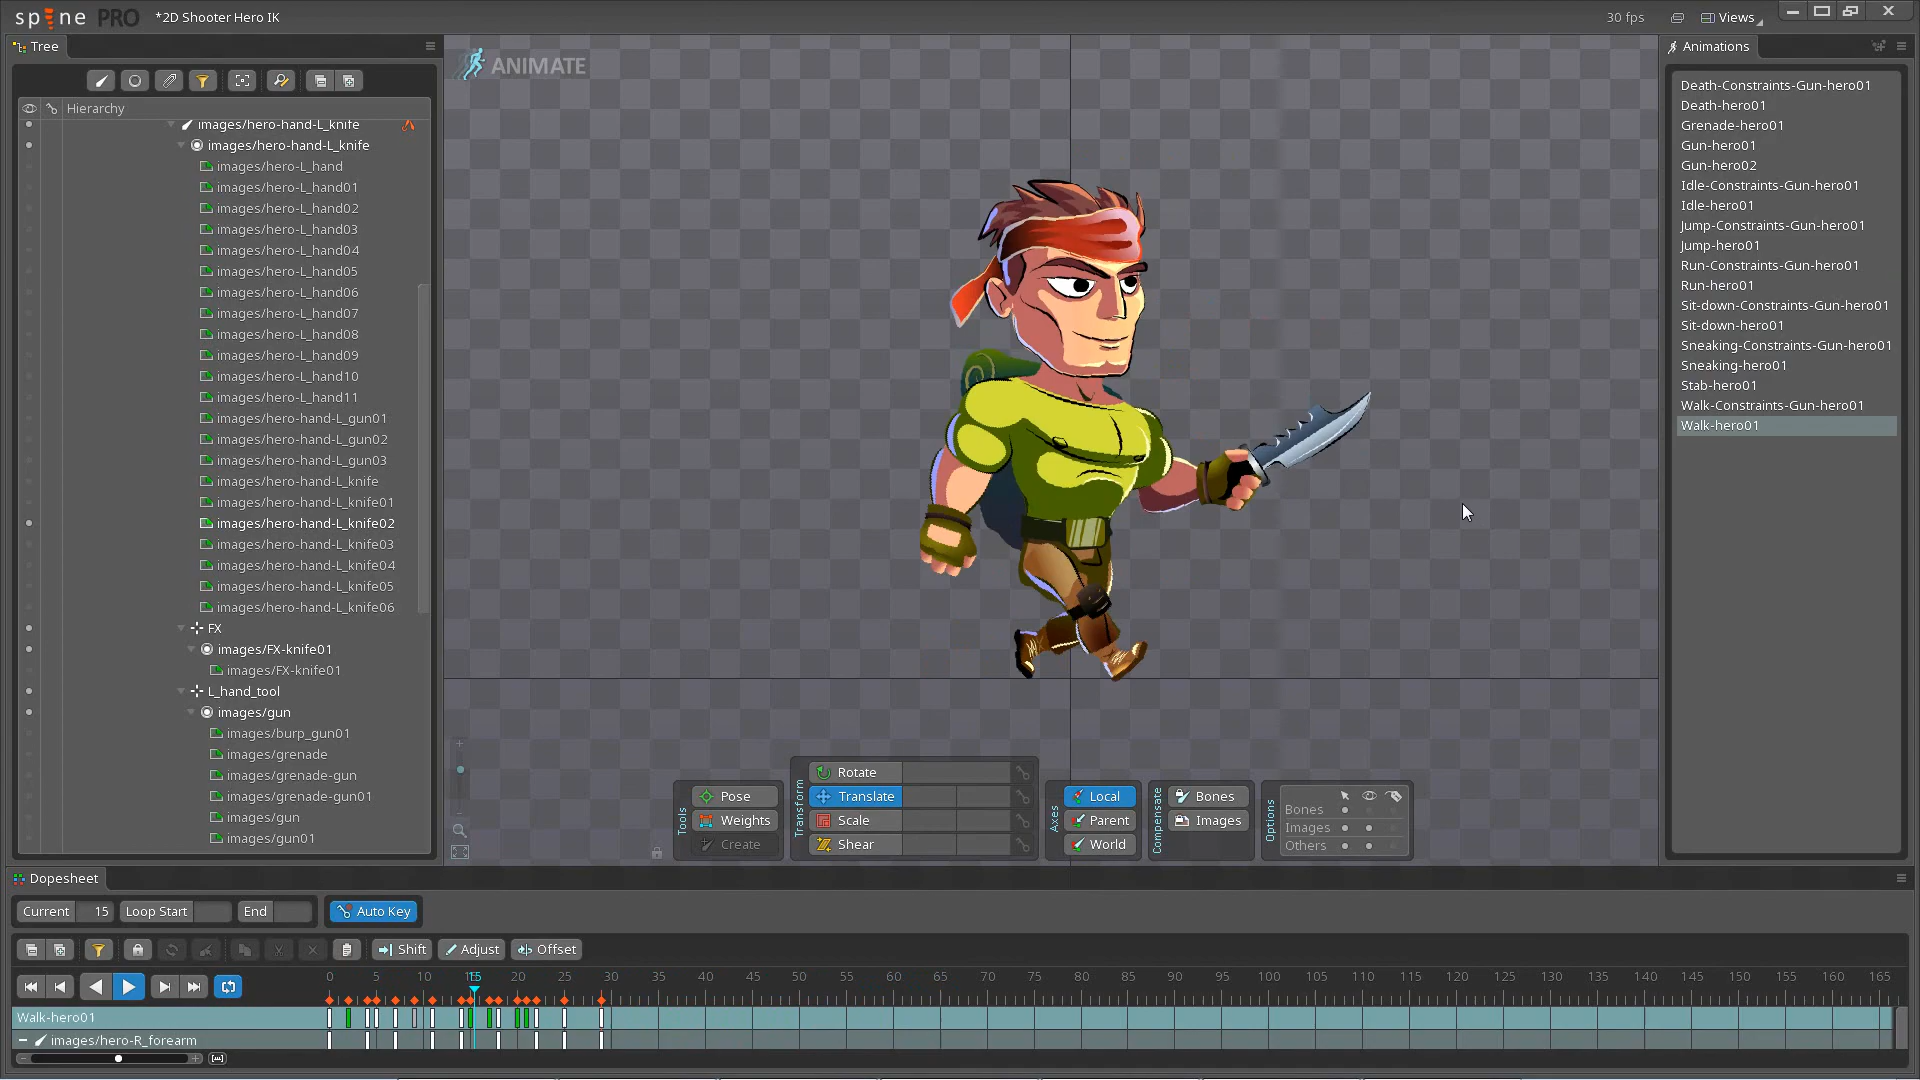 spine PRO *2D Shooter Hero IK
30 fps Views
Tree
Hierarchy
images/hero-hand-L_knife
images/hero-hand-L_knife
images/hero-L_hand
images/hero-L_hand01
images/hero-L_hand02
images/hero-L_hand03
images/hero-L_hand04
images/hero-L_hand05
images/hero-L_hand06
images/hero-L_hand07
images/hero-L_hand08
images/hero-L_hand09
images/hero-L_hand10
images/hero-L_hand11
images/hero-hand-L_gun01
images/hero-hand-L_gun02
images/hero-hand-L_gun03
images/hero-hand-L_knife
images/hero-hand-L_knife01
images/hero-hand-L_knife02
images/hero-hand-L_knife03
images/hero-hand-L_knife04
images/hero-hand-L_knife05
images/hero-hand-L_knife06
FX
images/FX-knife01
images/FX-knife01
L_hand_tool
images/gun
images/burp_gun01
images/grenade
images/grenade-gun
images/grenade-gun01
images/gun
images/gun01
ANIMATE
Tools
Pose
Weights
Create
Transform
Rotate
Translate
Scale
Shear
Axes
Local
Parent
World
Compensate
Bones
Images
Options
Bones
Images
Others
Animations
Death-Constraints-Gun-hero01
Death-hero01
Grenade-hero01
Gun-hero01
Gun-hero02
Idle-Constraints-Gun-hero01
Idle-hero01
Jump-Constraints-Gun-hero01
Jump-hero01
Run-Constraints-Gun-hero01
Run-hero01
Sit-down-Constraints-Gun-hero01
Sit-down-hero01
Sneaking-Constraints-Gun-hero01
Sneaking-hero01
Stab-hero01
Walk-Constraints-Gun-hero01
Walk-hero01
Dopesheet
Current 15 Loop Start End Auto Key
Shift Adjust Offset
0 5 10 15 20 25 30 35 40 45 50 55 60 65 70 75 80 85 90 95 100 105 110 115 120 125 130 135 140 145 150 155 160 165
Walk-hero01
images/hero-R_forearm